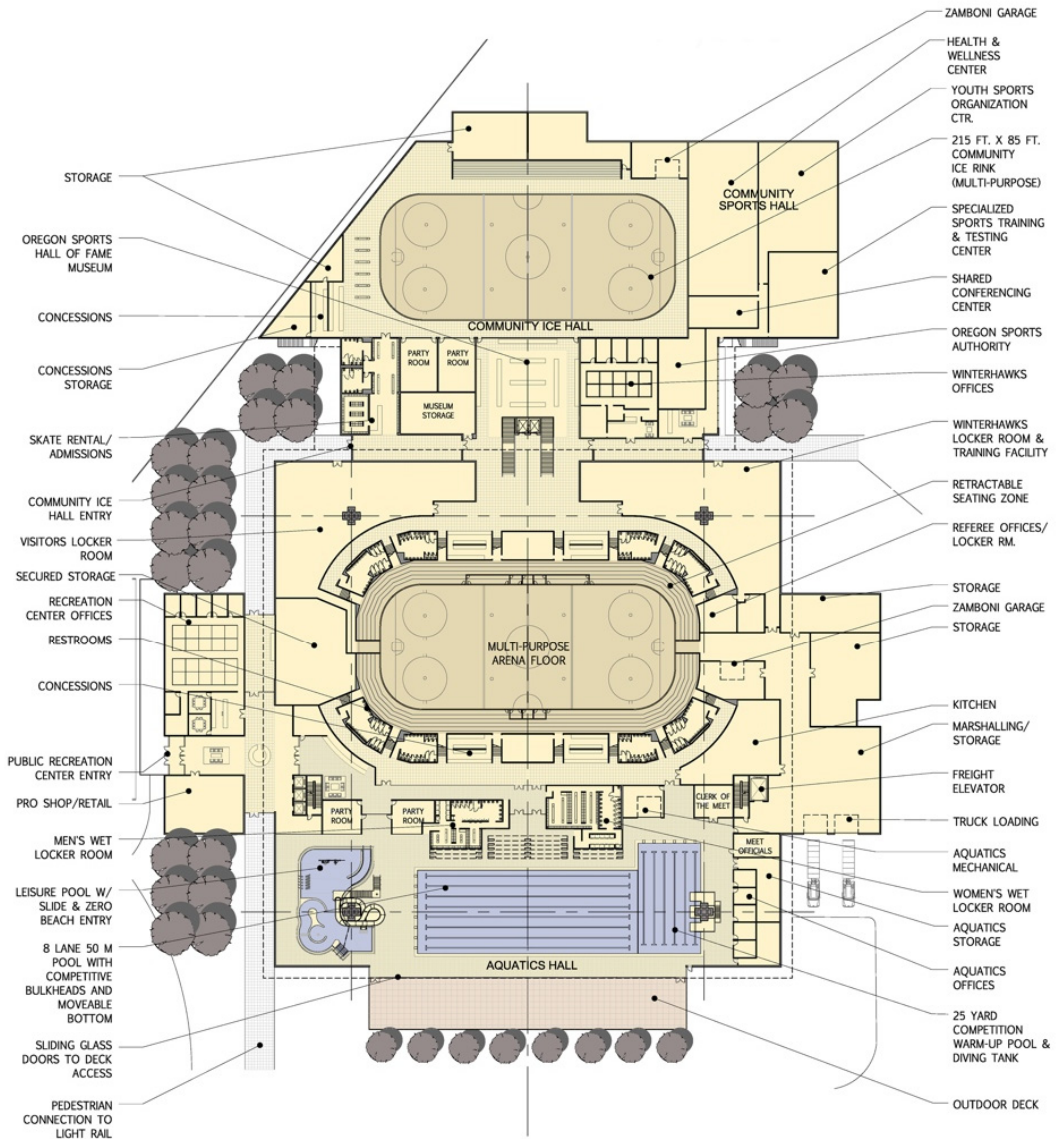 ZAMBONI GARAGE
HEALTH &
WELLNESS
CENTER
YOUTH SPORTS
ORGANIZATION
CTR.
215 FT. X 85 FT.
COMMUNITY
ICE RINK
(MULTI-PURPOSE)
SPECIALIZED
SPORTS TRAINING
& TESTING
CENTER
SHARED
CONFERENCING
CENTER
OREGON SPORTS
AUTHORITY
WINTERHAWKS
OFFICES
WINTERHAWKS
LOCKER ROOM &
TRAINING FACILITY
RETRACTABLE
SEATING ZONE
REFEREE OFFICES/
LOCKER RM.
STORAGE
ZAMBONI GARAGE
STORAGE
KITCHEN
MARSHALLING/
STORAGE
FREIGHT
ELEVATOR
TRUCK LOADING
AQUATICS
MECHANICAL
WOMEN'S WET
LOCKER ROOM
AQUATICS
STORAGE
AQUATICS
OFFICES
25 YARD
COMPETITION
WARM-UP POOL &
DIVING TANK
OUTDOOR DECK
STORAGE
OREGON SPORTS
HALL OF FAME
MUSEUM
CONCESSIONS
CONCESSIONS
STORAGE
SKATE RENTAL/
ADMISSIONS
COMMUNITY ICE
HALL ENTRY
VISITORS LOCKER
ROOM
SECURED STORAGE
RECREATION
CENTER OFFICES
RESTROOMS
CONCESSIONS
PUBLIC RECREATION
CENTER ENTRY
PRO SHOP/RETAIL
MEN'S WET
LOCKER ROOM
LEISURE POOL W/
SLIDE & ZERO
BEACH ENTRY
8 LANE 50 M
POOL WITH
COMPETITIVE
BULKHEADS AND
MOVEABLE
BOTTOM
SLIDING GLASS
DOORS TO DECK
ACCESS
PEDESTRIAN
CONNECTION TO
LIGHT RAIL
COMMUNITY
SPORTS HALL
COMMUNITY ICE HALL
PARTY
ROOM
PARTY
ROOM
MUSEUM
STORAGE
MULTI-PURPOSE
ARENA FLOOR
CLERK OF
THE MEET
PARTY
ROOM
PARTY
ROOM
MEET
OFFICIALS
AQUATICS HALL